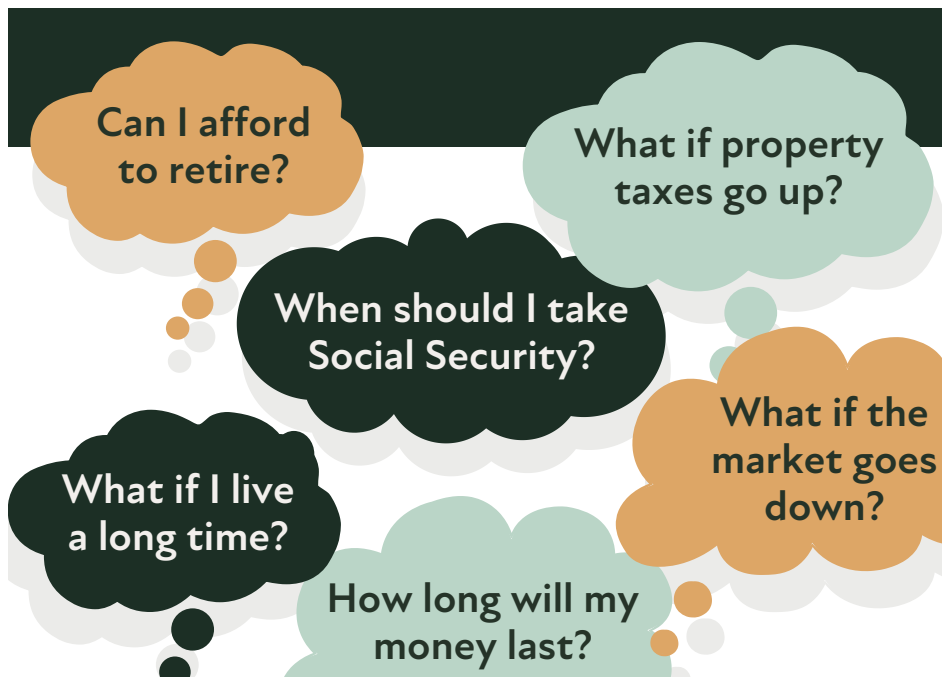 Can I afford
to retire?
What if property
taxes go up?
When should I take
Social Security?
What if the
market goes
down?
What if I live
a long time?
How long will my
money last?